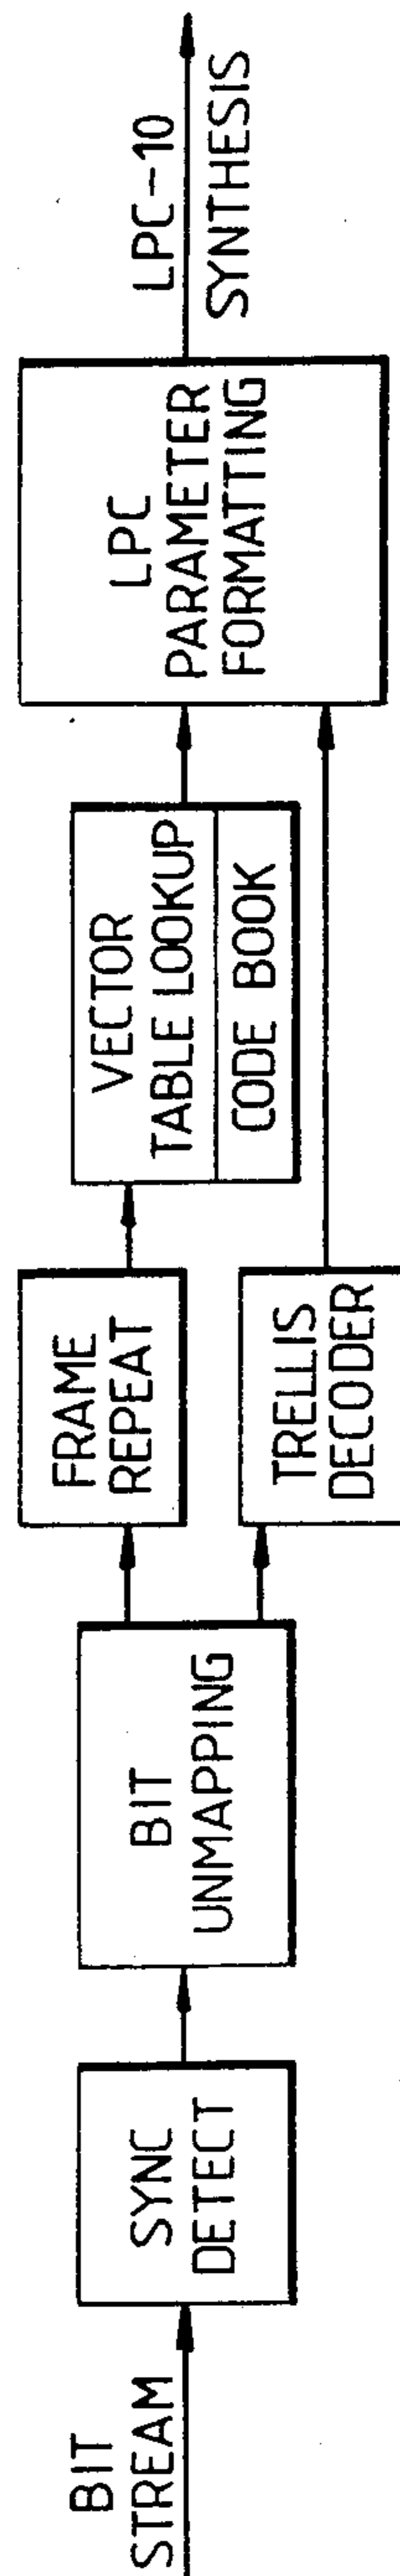 BIT
STREAM
SYNC
DETECT
BIT
UNMAPPING
FRAME
REPEAT
TRELLIS
DECODER
VECTOR
TABLE LOOKUP
CODE BOOK
LPC
PARAMETER
FORMATTING
LPC-10
SYNTHESIS